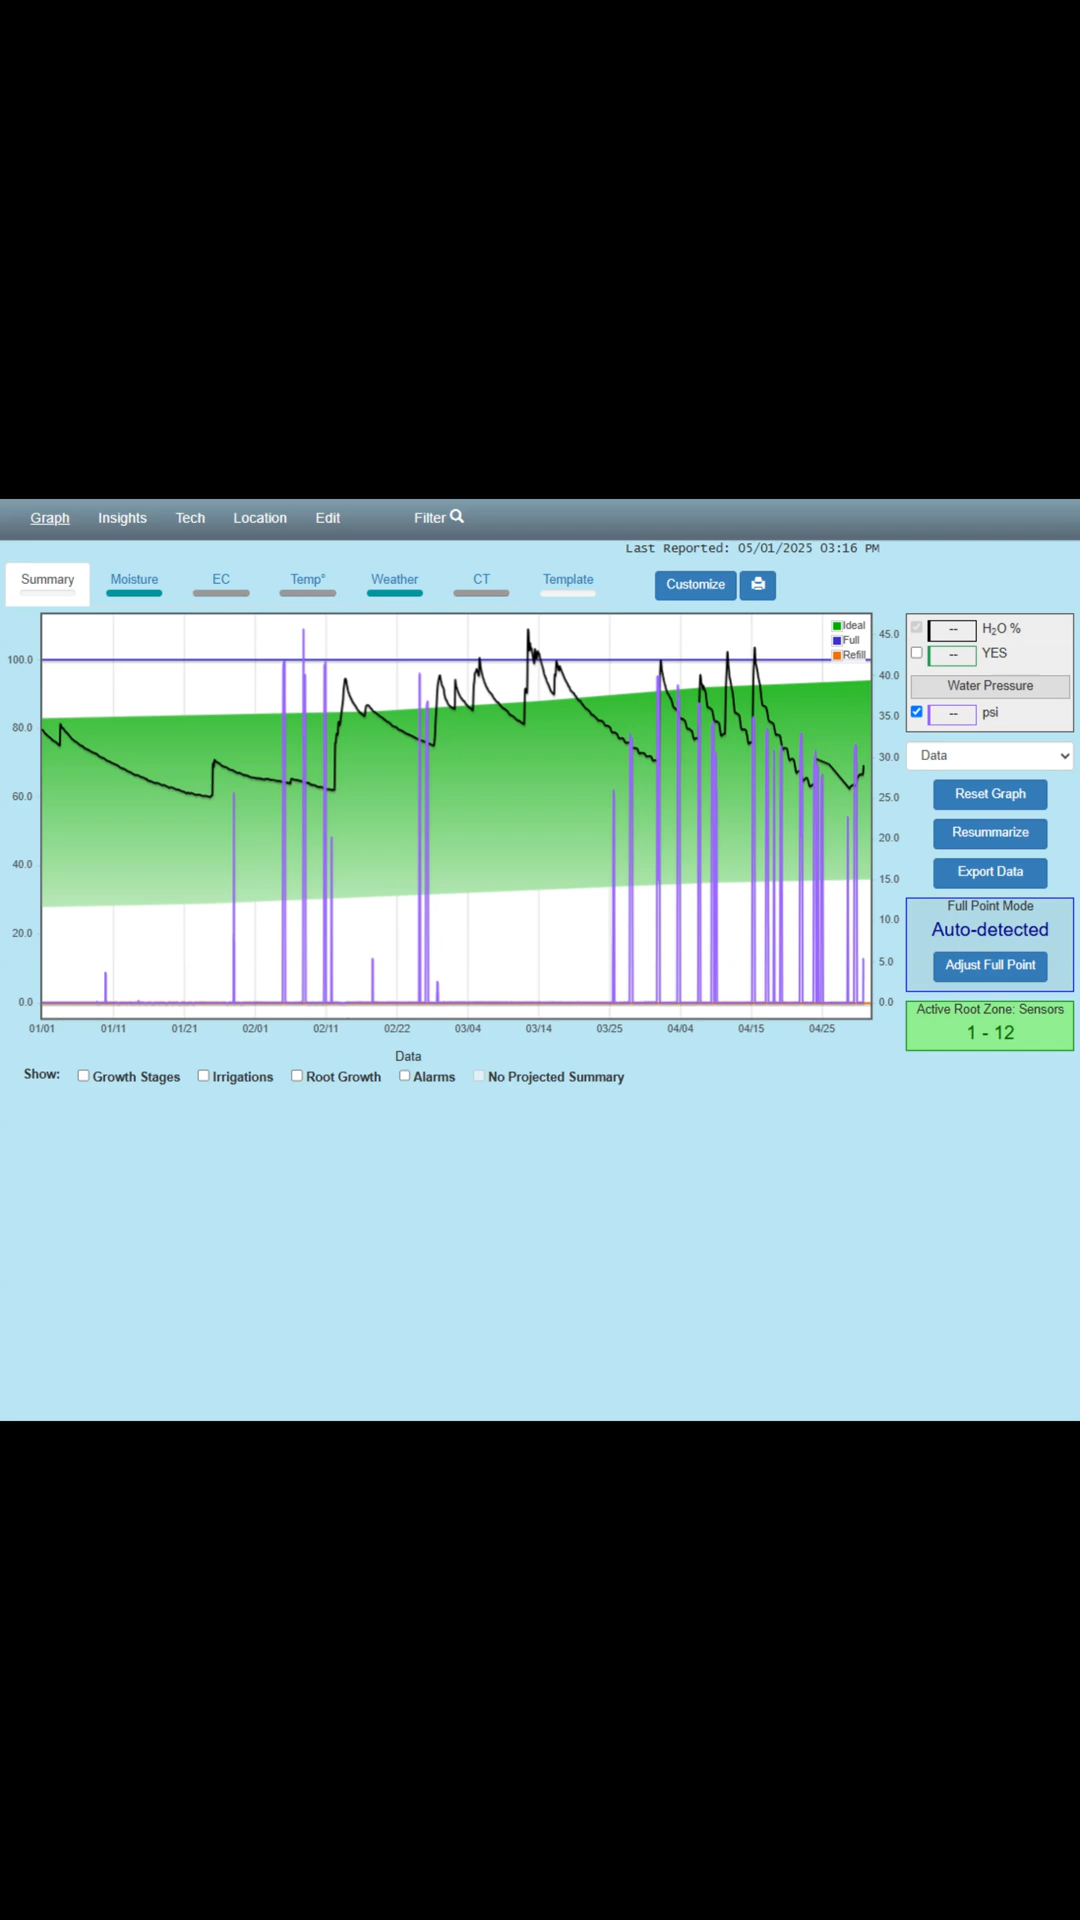 Graph Insights Tech Location Edit Filter
Last Reported: 05/01/2025 03:16 PM
Summary Moisture EC Temp° Weather CT Template Customize
Ideal
Full
Refill
100.0
80.0
60.0
40.0
20.0
0.0
45.0
40.0
35.0
30.0
25.0
20.0
15.0
10.0
5.0
0.0
01/01 01/11 01/21 02/01 02/11 02/22 03/04 03/14 03/25 04/04 04/15 04/25
Data
Show: Growth Stages Irrigations Root Growth Alarms No Projected Summary
-- H₂O %
-- YES
Water Pressure
-- psi
Data
Reset Graph
Resummarize
Export Data
Full Point Mode
Auto-detected
Adjust Full Point
Active Root Zone: Sensors
1 - 12